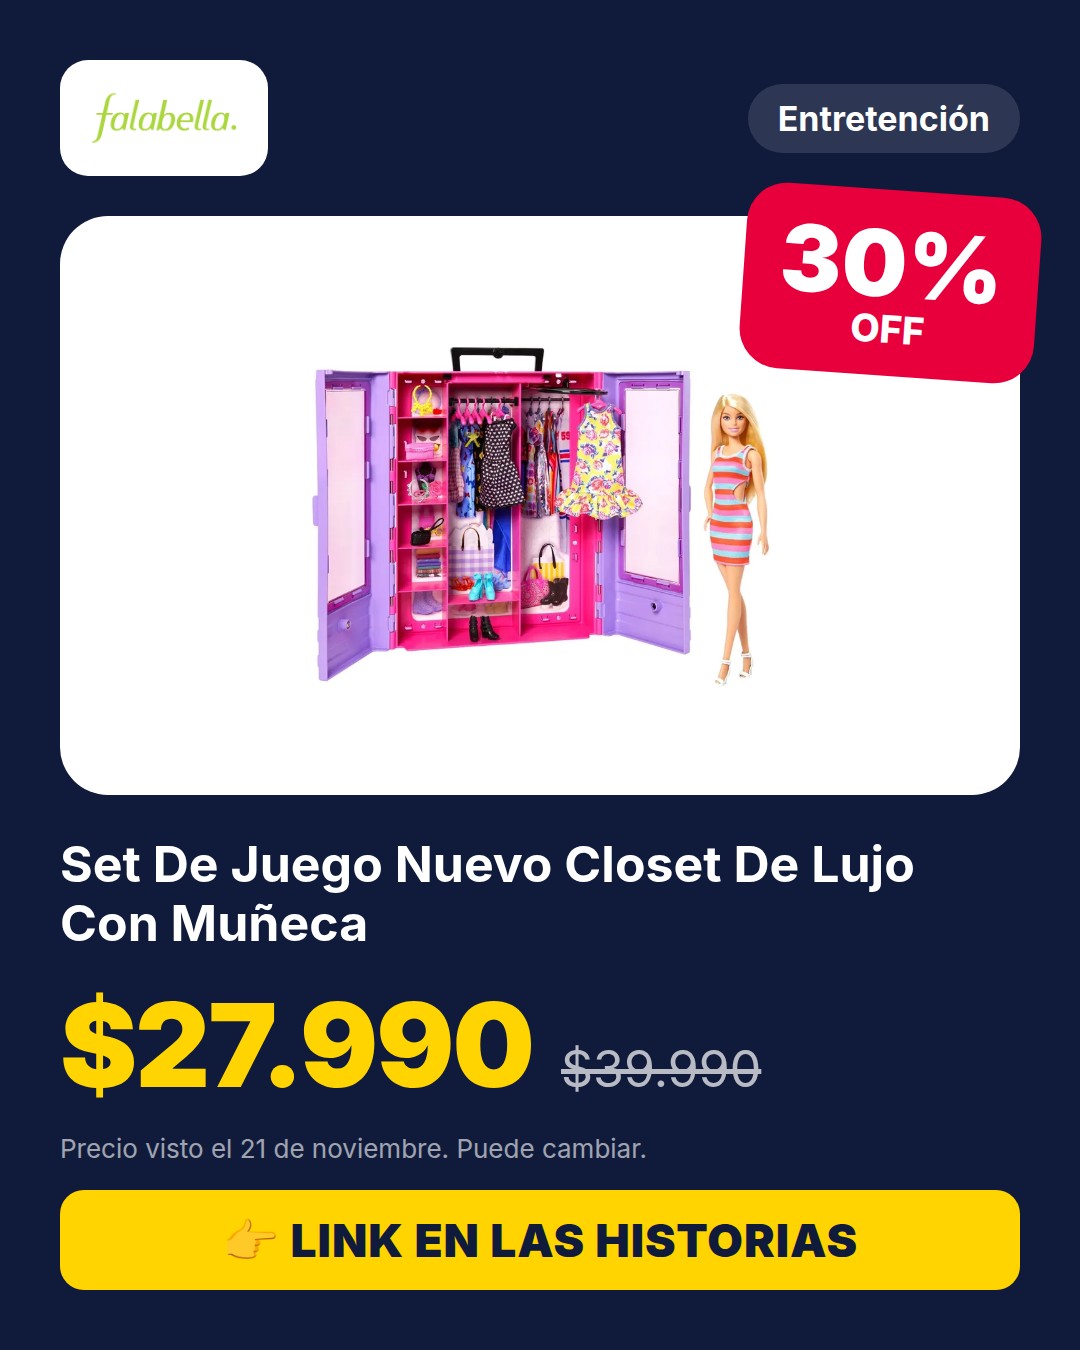 falabella.
Entretención
30%
OFF
Set De Juego Nuevo Closet De Lujo
Con Muñeca
$27.990 $39.990
Precio visto el 21 de noviembre. Puede cambiar.
👉 LINK EN LAS HISTORIAS